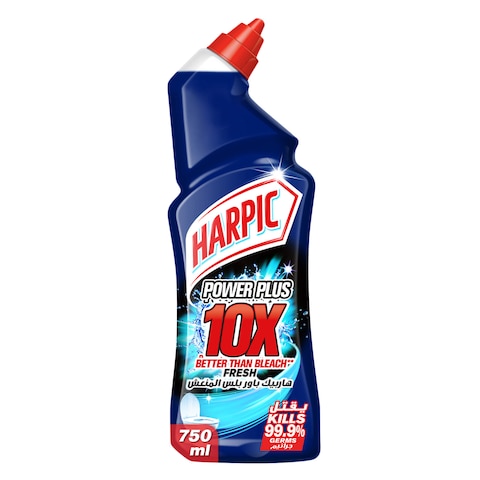 HARPIC
POWER PLUS
10X
BETTER THAN BLEACH**
FRESH
هاربيك باور بلس المنعش
750
ml
يقتل
KILLS
99.9%
GERMS
جراثيم